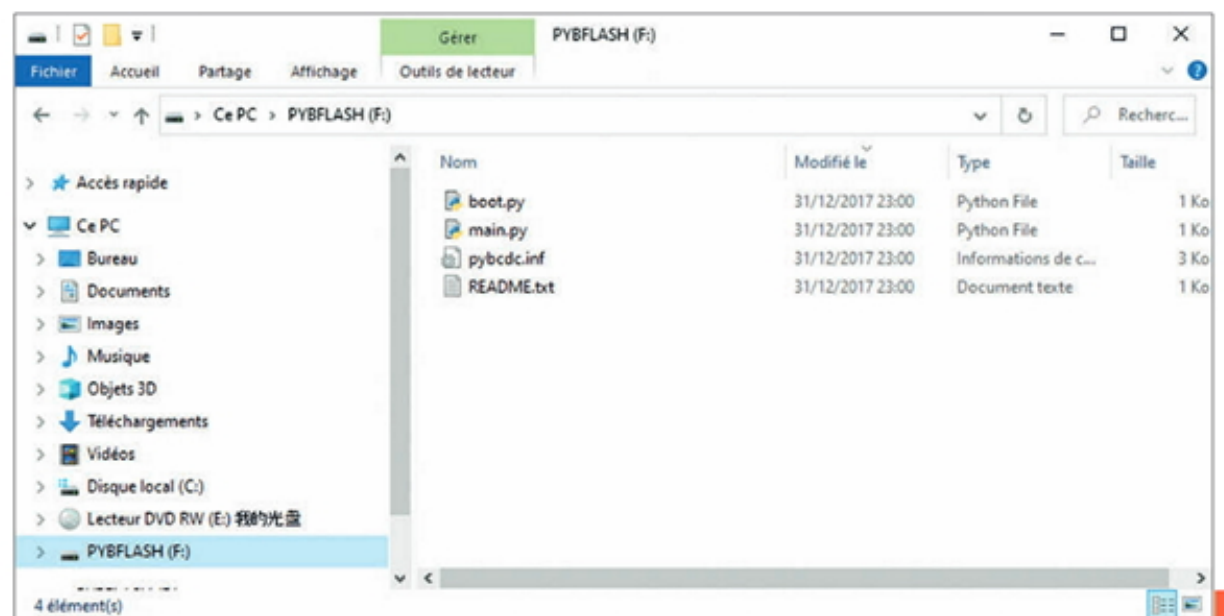 Gérer PYBFLASH (F:)
Fichier Accueil Partage Affichage Outils de lecteur
Ce PC > PYBFLASH (F:) Recherc...
Nom Modifié le Type Taille
Accès rapide
Ce PC
Bureau
Documents
Images
Musique
Objets 3D
Téléchargements
Vidéos
Disque local (C:)
Lecteur DVD RW (E:) 我的光盘
PYBFLASH (F:)
boot.py 31/12/2017 23:00 Python File 1 Ko
main.py 31/12/2017 23:00 Python File 1 Ko
pybcdc.inf 31/12/2017 23:00 Informations de c... 3 Ko
README.txt 31/12/2017 23:00 Document texte 1 Ko
4 élément(s)